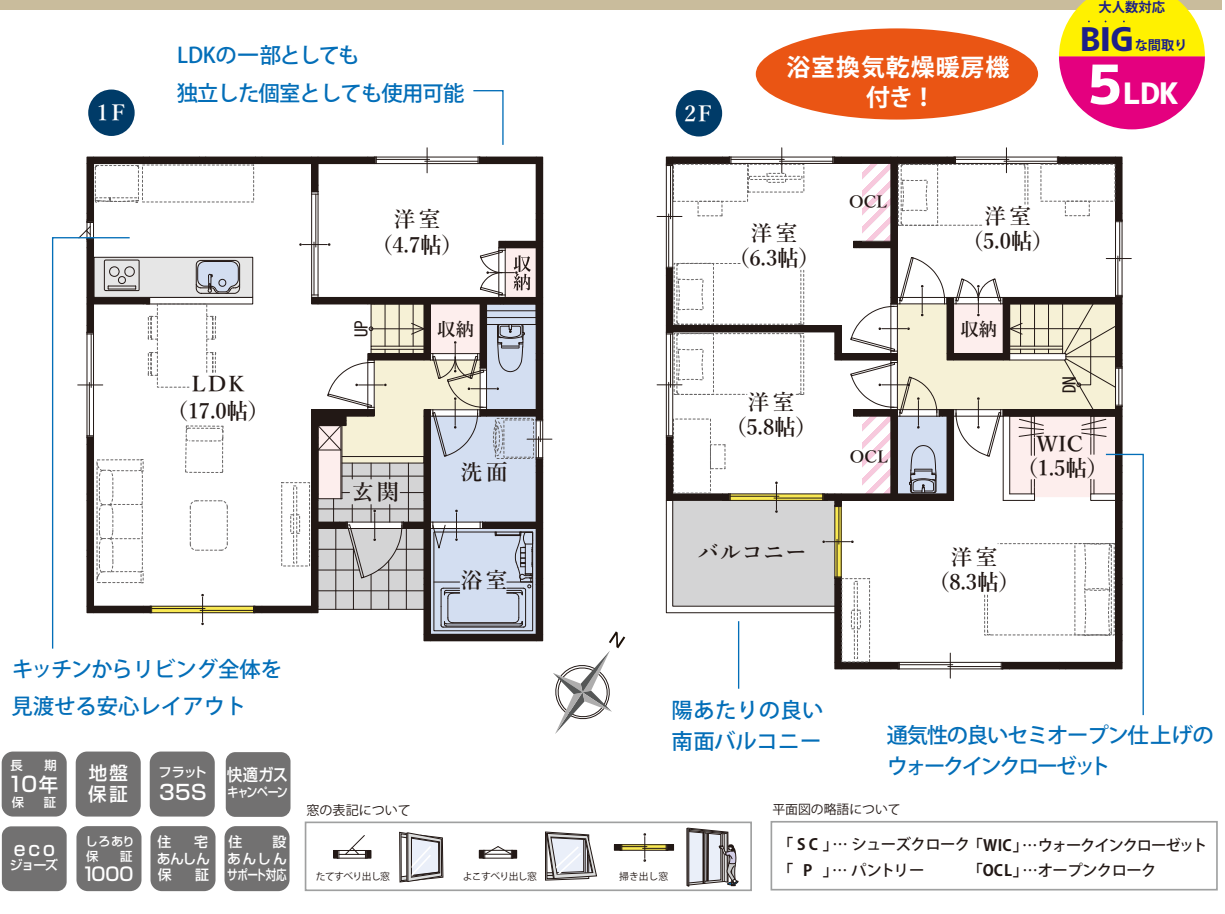 大人数対応
BIGな間取り
5LDK
浴室換気乾燥暖房機
付き！
LDKの一部としても
独立した個室としても使用可能
1F
洋室
（4.7帖）
収納
UP
収納
LDK
（17.0帖）
洗面
玄関
浴室
キッチンからリビング全体を
見渡せる安心レイアウト
N
2F
OCL
洋室
（6.3帖）
洋室
（5.0帖）
収納
DN
洋室
（5.8帖）
OCL
WIC
（1.5帖）
バルコニー
洋室
（8.3帖）
陽あたりの良い
南面バルコニー
通気性の良いセミオープン仕上げの
ウォークインクローゼット
長期
10年
保証
地盤
保証
フラット
35S
快適ガス
キャンペーン
eco
ジョーズ
しろあり
保証
1000
住宅
あんしん
保証
住設
あんしん
サポート対応
窓の表記について
たてすべり出し窓
よこすべり出し窓
掃き出し窓
平面図の略語について
「SC」…シューズクローク「WIC」…ウォークインクローゼット
「P」…パントリー「OCL」…オープンクローク